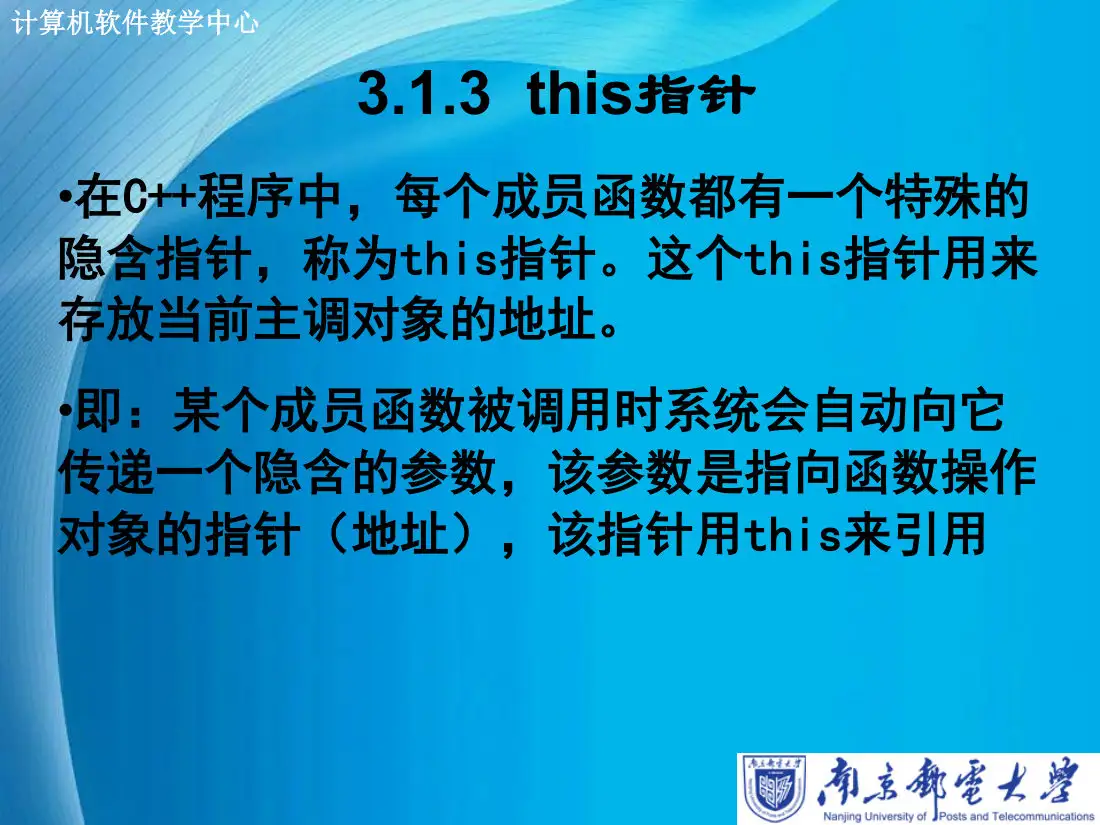 计算机软件教学中心
3.1.3 this指针
•在C++程序中，每个成员函数都有一个特殊的
隐含指针，称为this指针。这个this指针用来
存放当前主调对象的地址。
•即：某个成员函数被调用时系统会自动向它
传递一个隐含的参数，该参数是指向函数操作
对象的指针（地址），该指针用this来引用
南京邮电大学
南京郵電大學
Nanjing University of Posts and Telecommunications